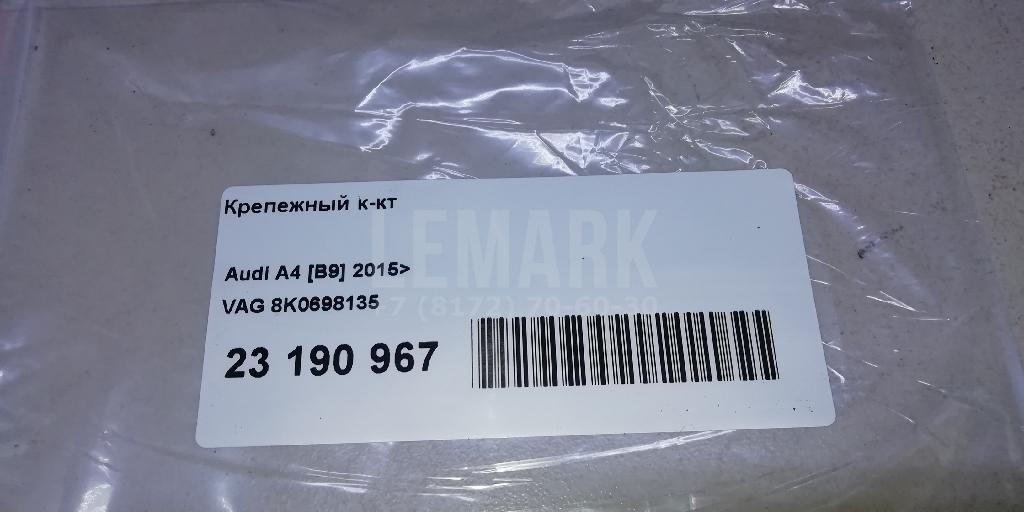 Крепежный к-кт
LEMARK
Audi A4 [B9] 2015>
VAG 8K0698135
+7 (8172) 70-60-30
23 190 967